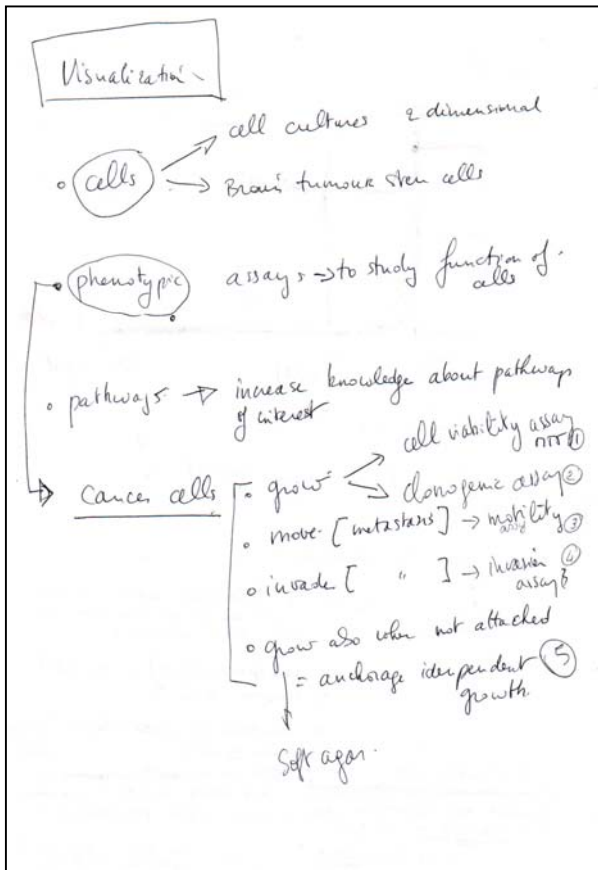 Visualization
cell cultures 2 dimensional
• cells
→ Brain tumour stem cells
• phenotypic assays → to study function of
cells
• pathways → increase knowledge about pathways
of interest
cell viability assay
MTT ①
Cancer cells • grow → clonogenic assay ②
• move [metastasis] → motility ③
assay
• invade [ " ] → invasion ④
assay
• grow also when not attached
= anchorage independent ⑤
growth.
Soft agar.